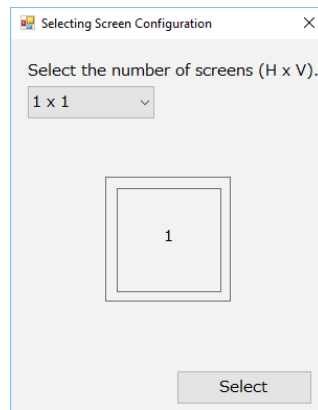 Selecting Screen Configuration
Select the number of screens (H x V).
1 x 1
1
Select